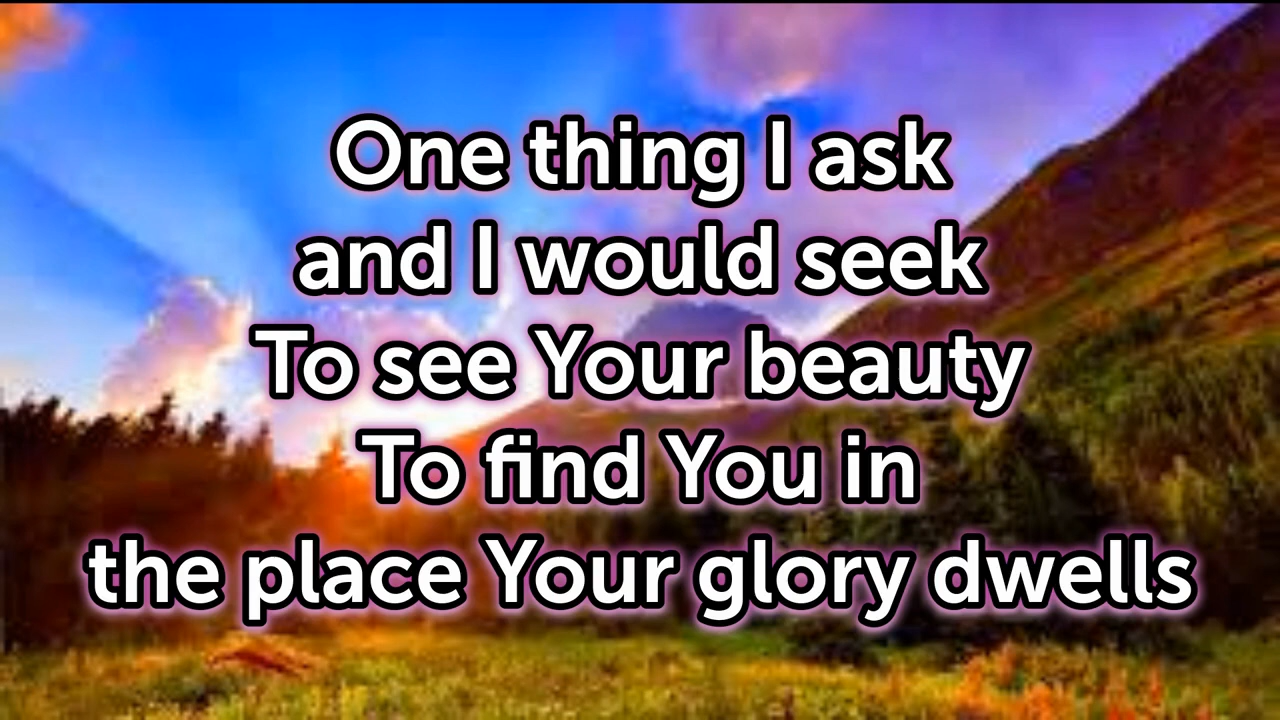 One thing I ask
and I would seek
To see Your beauty
To find You in
the place Your glory dwells